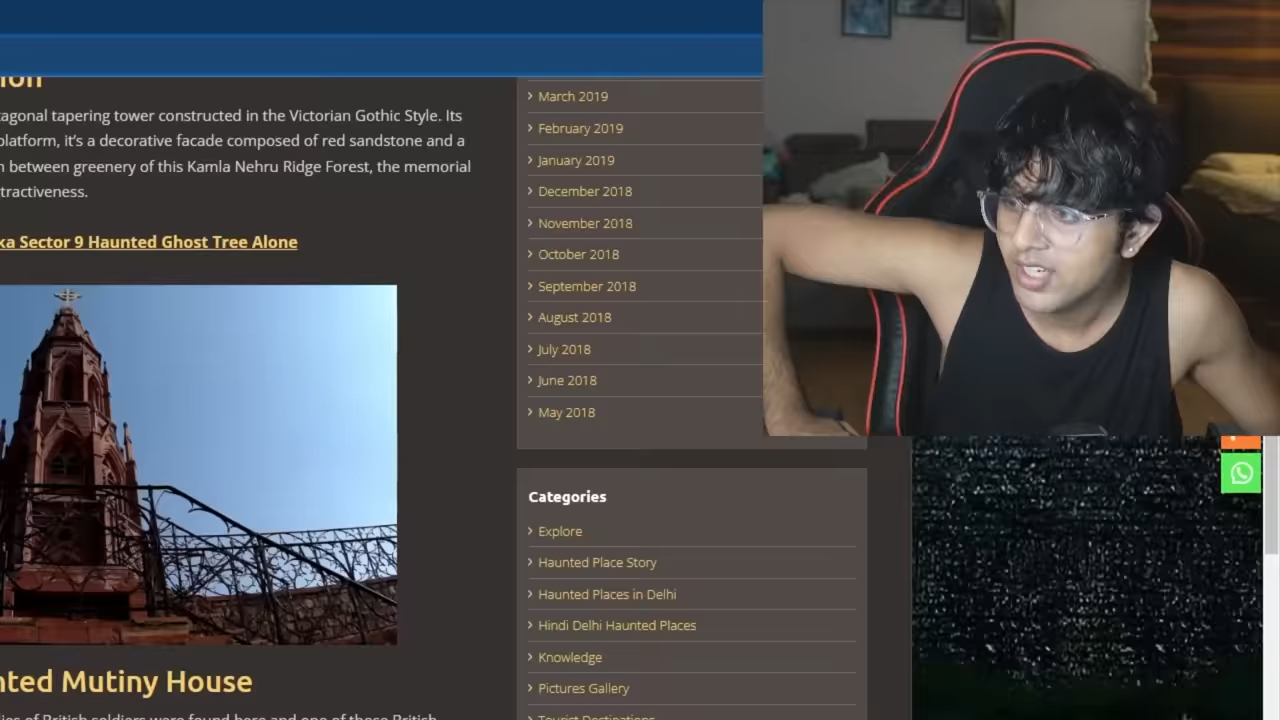 tagonal tapering tower constructed in the Victorian Gothic Style. Its
platform, it's a decorative facade composed of red sandstone and a
n between greenery of this Kamla Nehru Ridge Forest, the memorial
tractiveness.
ka Sector 9 Haunted Ghost Tree Alone
nted Mutiny House
March 2019
February 2019
January 2019
December 2018
November 2018
October 2018
September 2018
August 2018
July 2018
June 2018
May 2018
Categories
Explore
Haunted Place Story
Haunted Places in Delhi
Hindi Delhi Haunted Places
Knowledge
Pictures Gallery